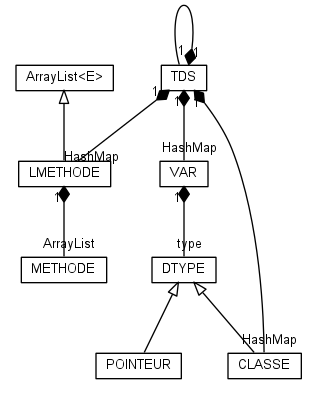 1 1
ArrayList<E> TDS
1 1 1
HashMap HashMap
LMETHODE VAR
1 1
ArrayList type
METHODE DTYPE
HashMap
POINTEUR CLASSE